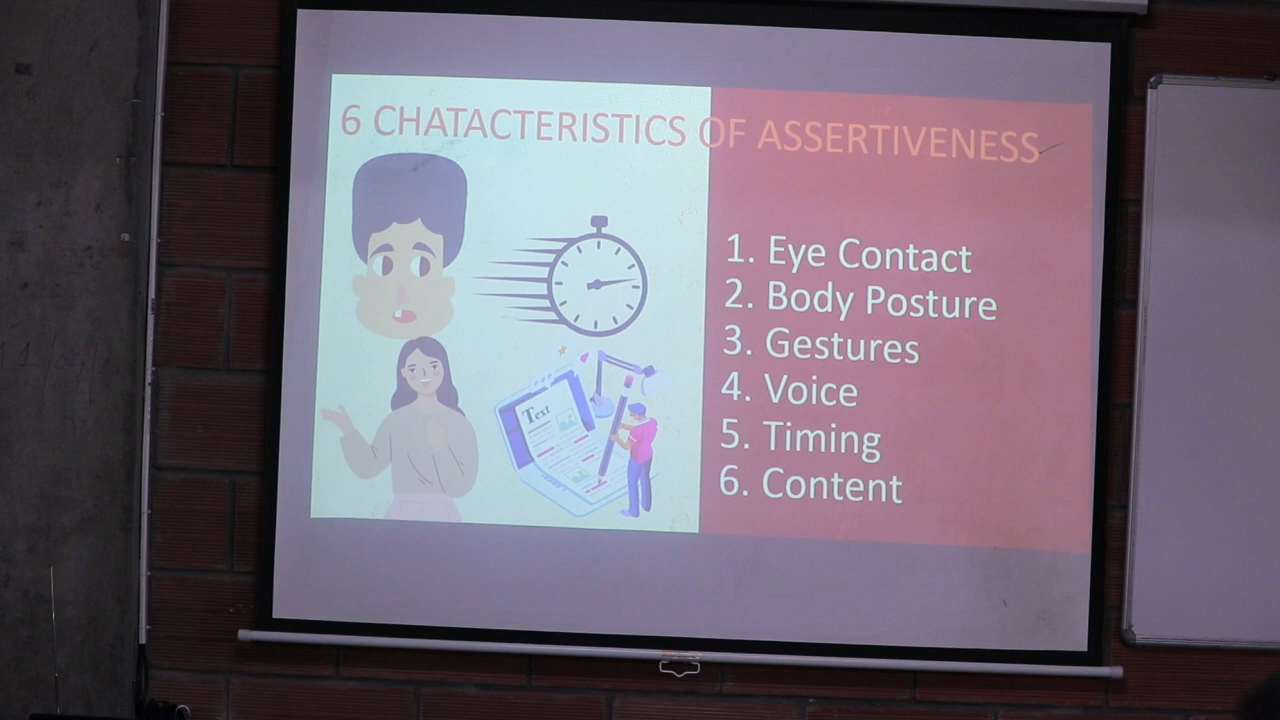 6 CHATACTERISTICS OF ASSERTIVENESS
1. Eye Contact
2. Body Posture
3. Gestures
4. Voice
5. Timing
6. Content
Text